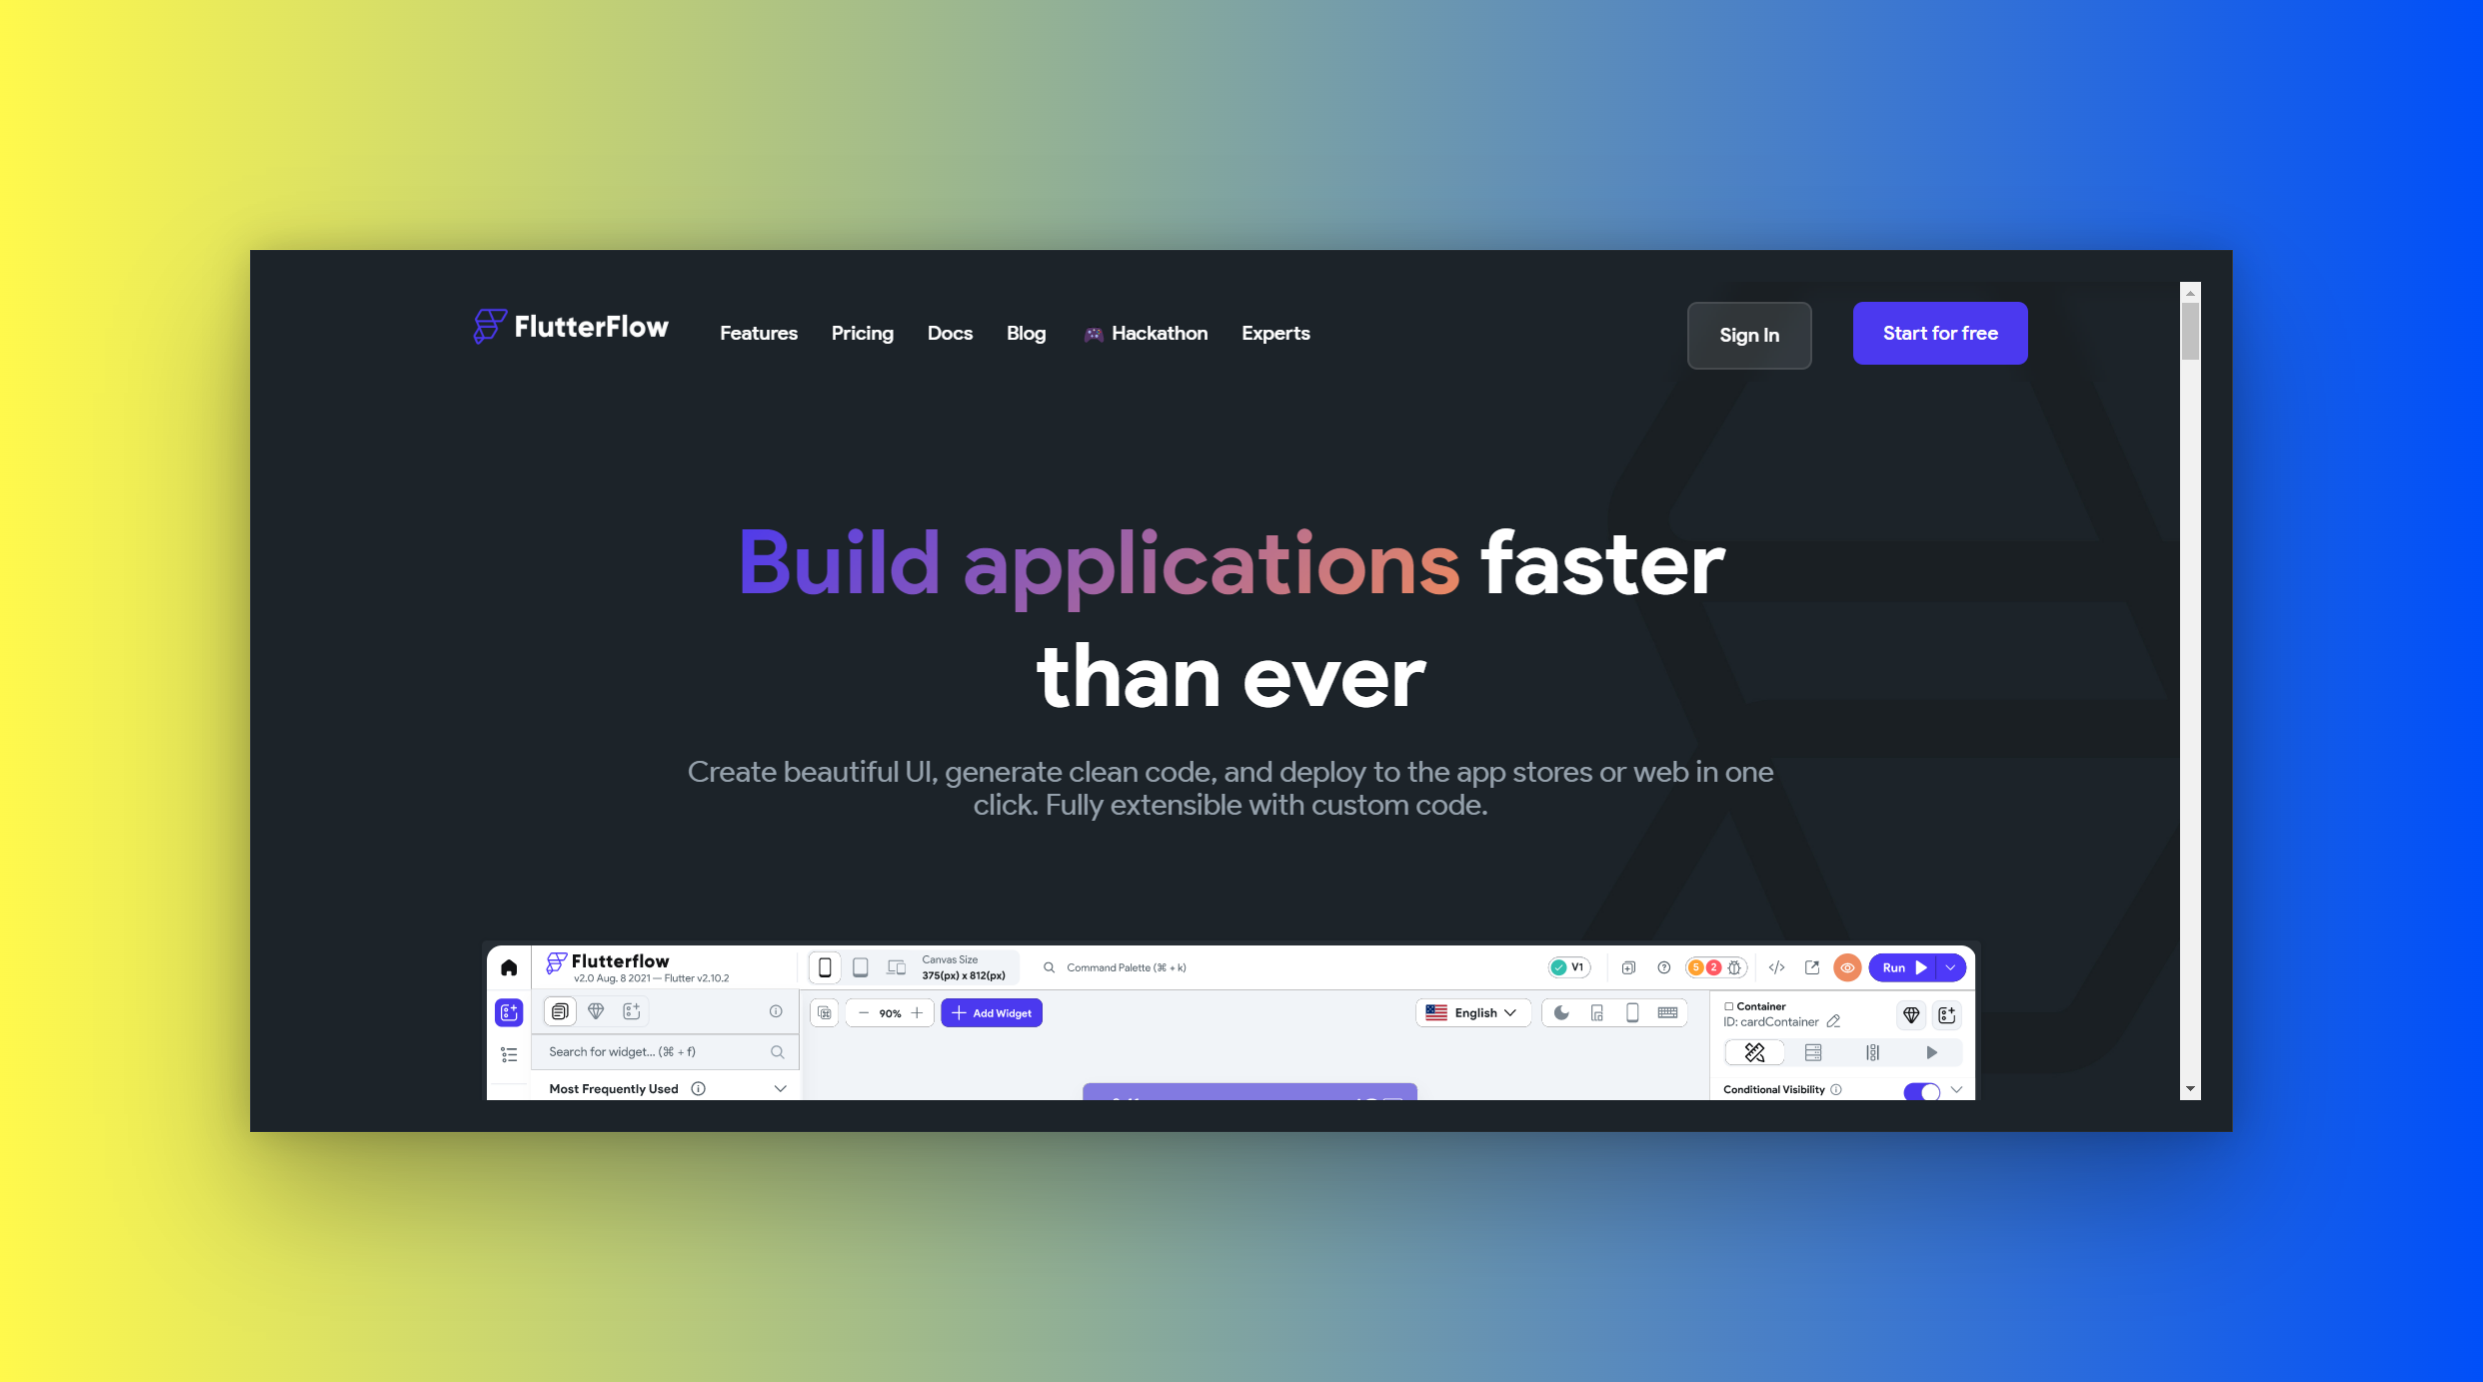 FlutterFlow
Features
Pricing
Docs
Blog
Hackathon
Experts
Sign In
Start for free
Build applications faster
than ever
Create beautiful UI, generate clean code, and deploy to the app stores or web in one
click. Fully extensible with custom code.
Flutterflow
v2.0 Aug. 8 2021 — Flutter v2.10.2
Canvas Size
375(px) x 812(px)
Command Palette (⌘ + k)
V1
5
2
Run
90%
Add Widget
English
Container
ID: cardContainer
Search for widget... (⌘ + f)
Most Frequently Used
Conditional Visibility